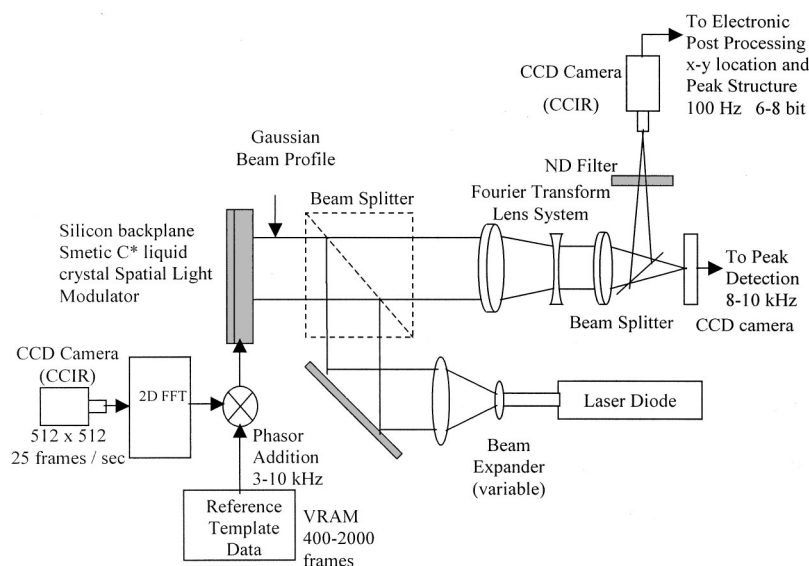 To Electronic
Post Processing
x-y location and
Peak Structure
100 Hz 6-8 bit
CCD Camera
(CCIR)
ND Filter
Gaussian
Beam Profile
Beam Splitter
Fourier Transform
Lens System
Silicon backplane
Smetic C* liquid
crystal Spatial Light
Modulator
To Peak
Detection
8-10 kHz
CCD camera
Beam Splitter
CCD Camera
(CCIR)
512 x 512
25 frames / sec
2D FFT
Phasor
Addition
3-10 kHz
Reference
Template
Data
VRAM
400-2000
frames
Laser Diode
Beam
Expander
(variable)